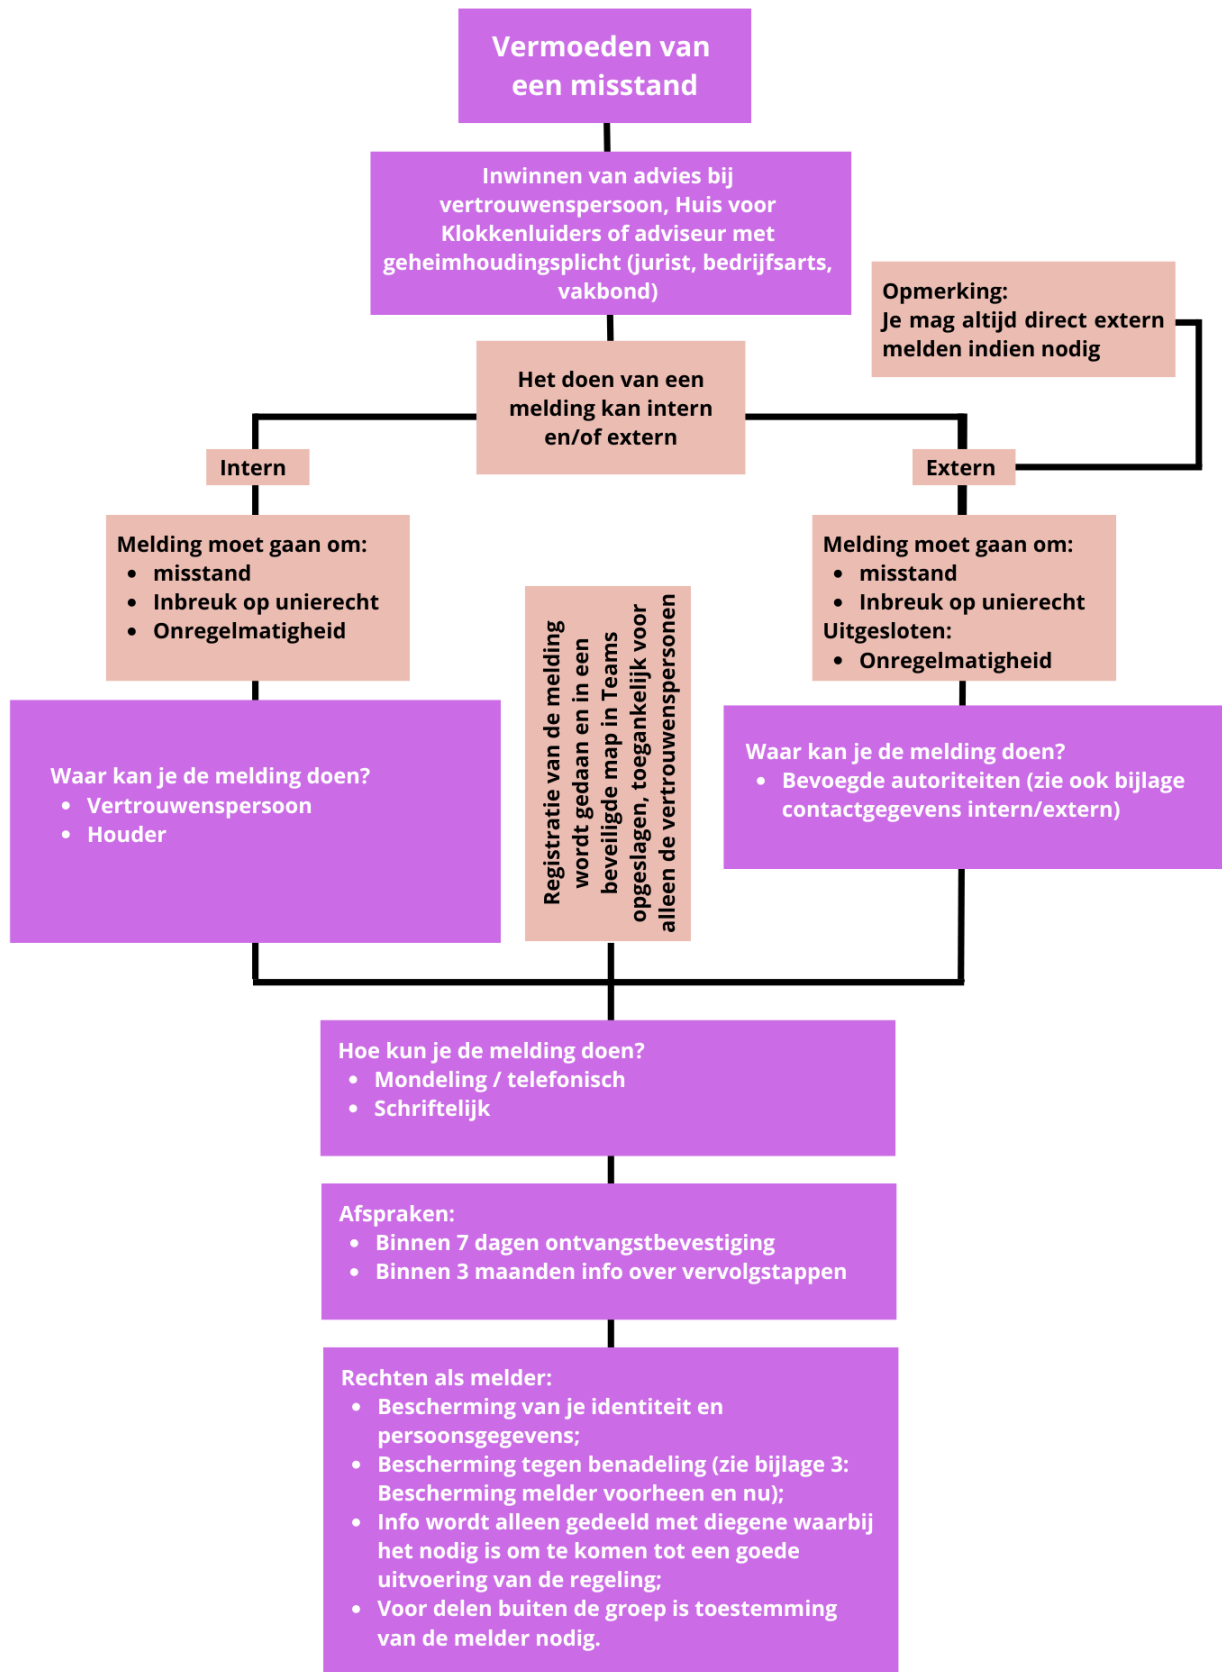 Vermoeden van
een misstand
Inwinnen van advies bij
vertrouwenspersoon, Huis voor
Klokkenluiders of adviseur met
geheimhoudingsplicht (jurist, bedrijfsarts,
vakbond)
Opmerking:
Je mag altijd direct extern
melden indien nodig
Het doen van een
melding kan intern
en/of extern
Intern
Extern
Melding moet gaan om:
• misstand
• Inbreuk op unierecht
• Onregelmatigheid
Melding moet gaan om:
• misstand
• Inbreuk op unierecht
Uitgesloten:
• Onregelmatigheid
Registratie van de melding
wordt gedaan en in een
beveiligde map in Teams
opgeslagen, toegankelijk voor
alleen de vertrouwenspersonen
Waar kan je de melding doen?
• Vertrouwenspersoon
• Houder
Waar kan je de melding doen?
• Bevoegde autoriteiten (zie ook bijlage
contactgegevens intern/extern)
Hoe kun je de melding doen?
• Mondeling / telefonisch
• Schriftelijk
Afspraken:
• Binnen 7 dagen ontvangstbevestiging
• Binnen 3 maanden info over vervolgstappen
Rechten als melder:
• Bescherming van je identiteit en
persoonsgegevens;
• Bescherming tegen benadeling (zie bijlage 3:
Bescherming melder voorheen en nu);
• Info wordt alleen gedeeld met diegene waarbij
het nodig is om te komen tot een goede
uitvoering van de regeling;
• Voor delen buiten de groep is toestemming
van de melder nodig.